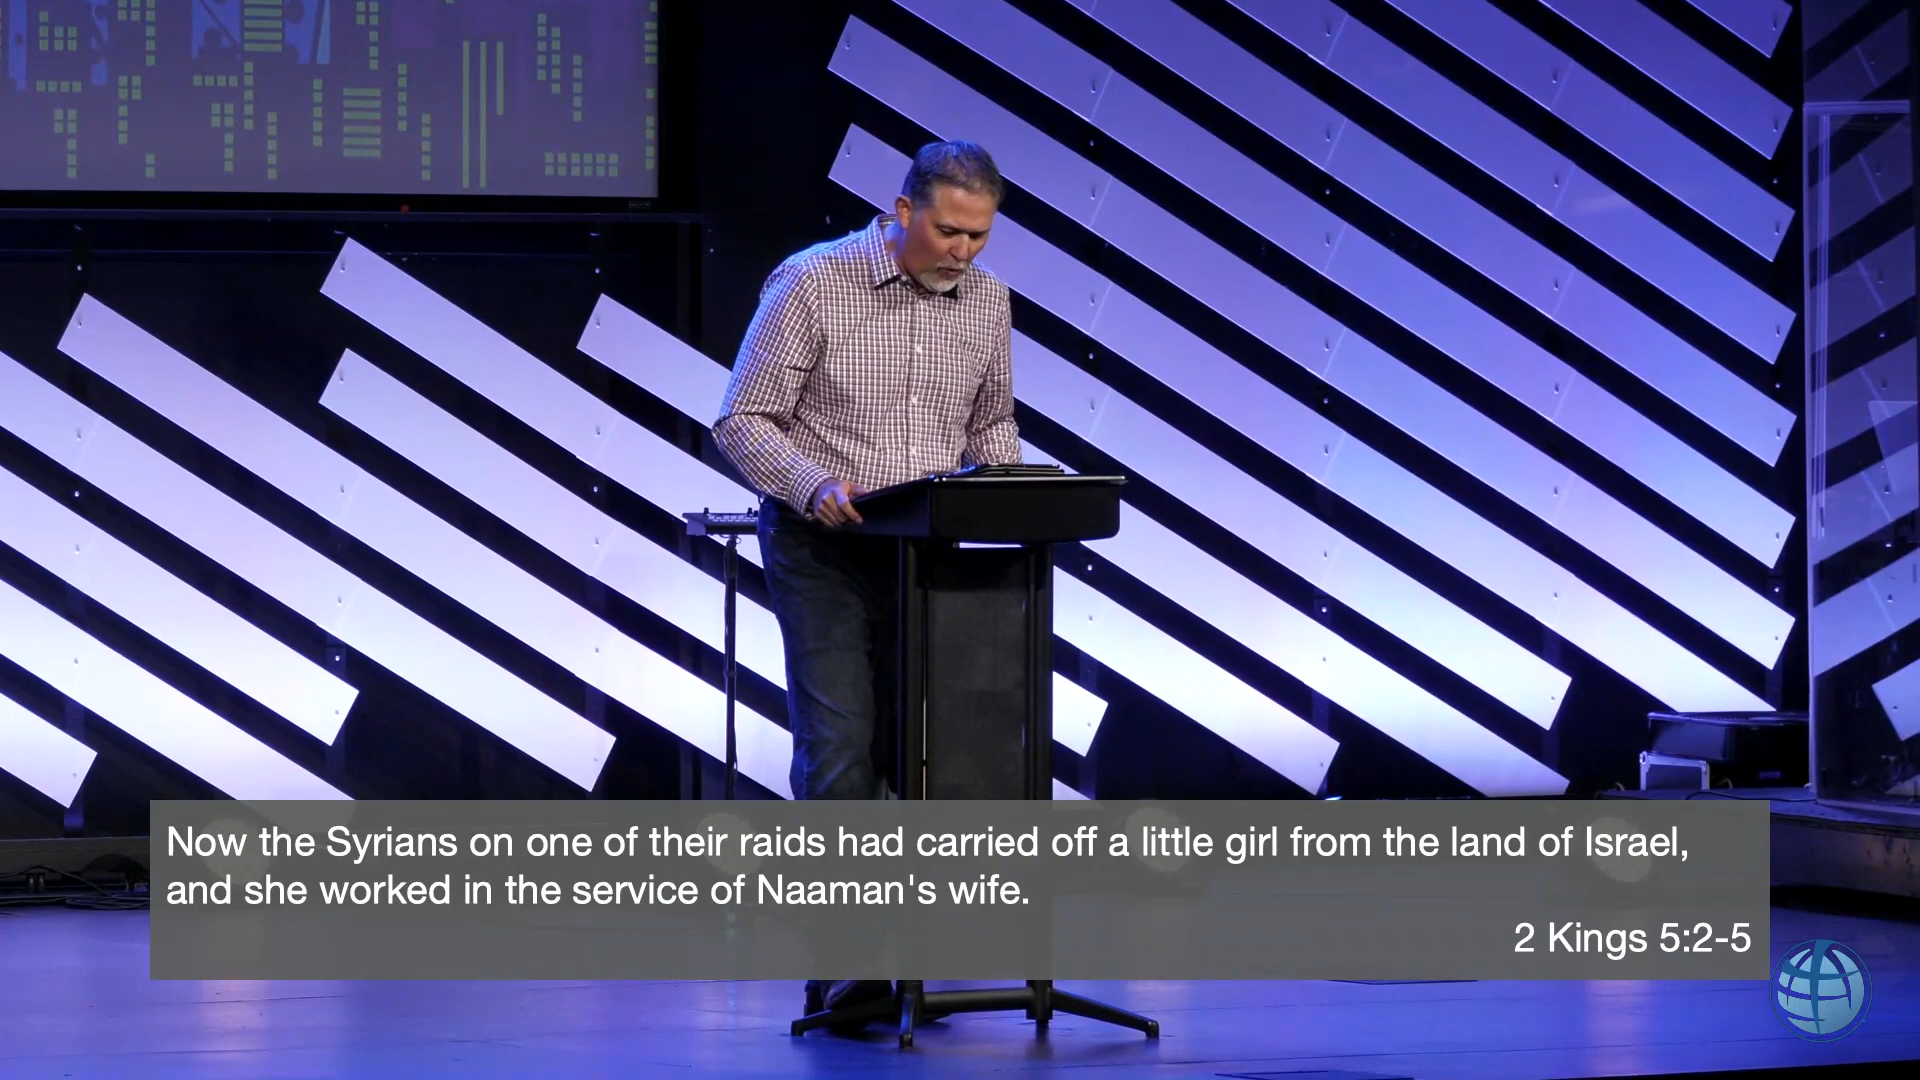 Now the Syrians on one of their raids had carried off a little girl from the land of Israel,
and she worked in the service of Naaman's wife.
2 Kings 5:2-5